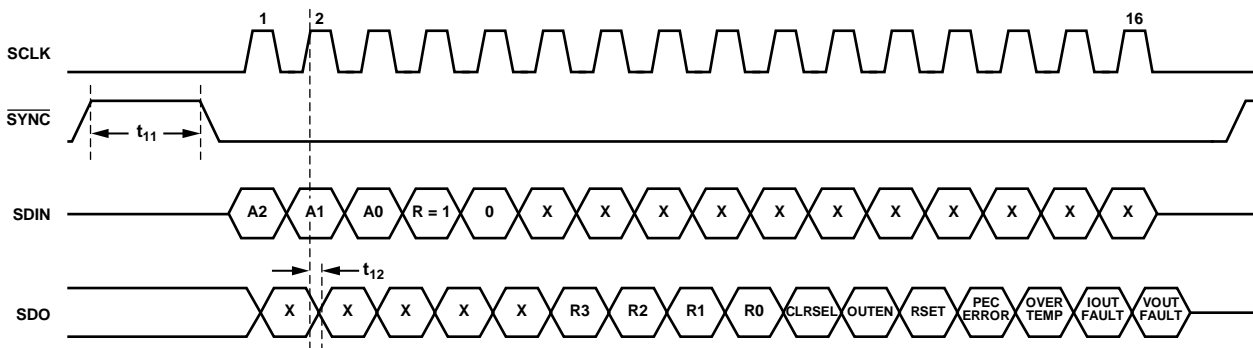 1 2 16
SCLK
SYNC
t11
SDIN A2 A1 A0 R = 1 0 X X X X X X X X X X X
t12
SDO X X X X X R3 R2 R1 R0 CLRSEL OUTEN RSET PEC ERROR OVER TEMP IOUT FAULT VOUT FAULT